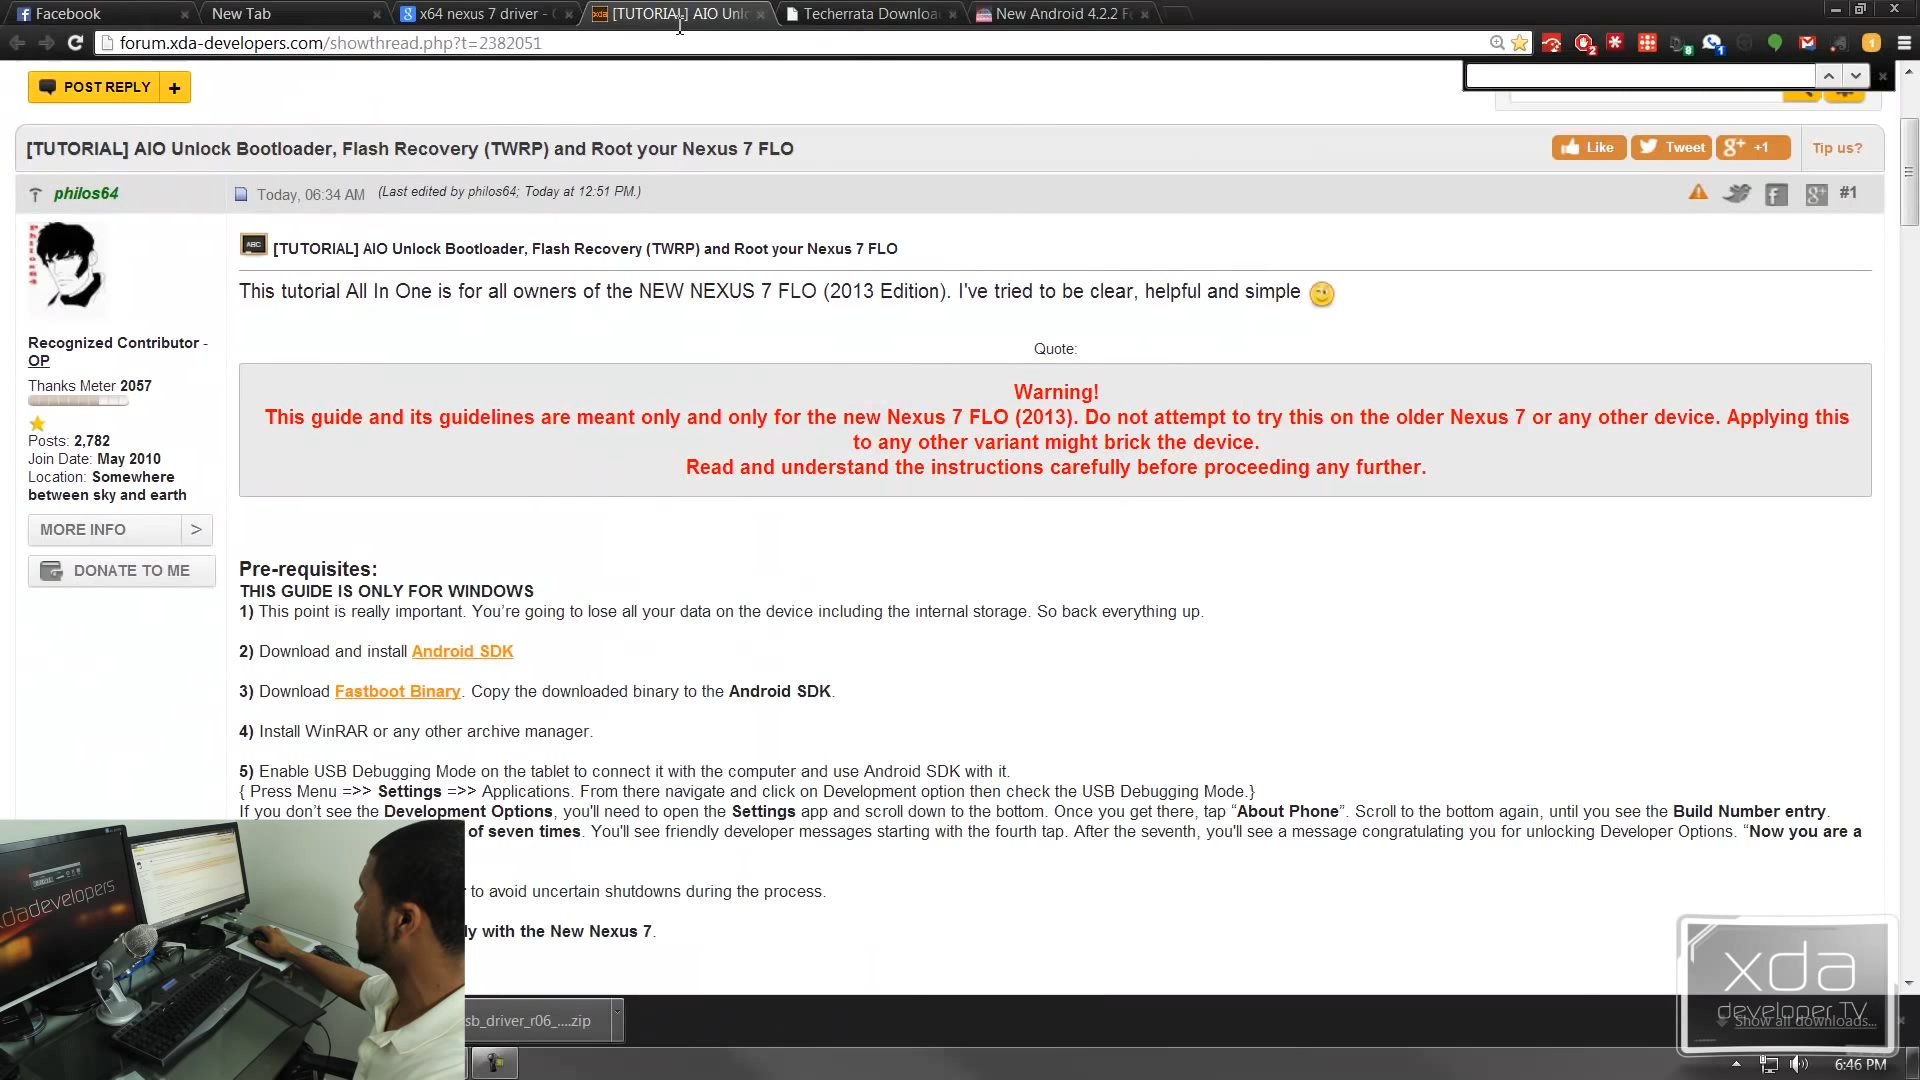 Facebook
New Tab
x64 nexus 7 driver - G
[TUTORIAL] AIO Unlo
Techerrata Downloa
New Android 4.2.2 F
forum.xda-developers.com/showthread.php?t=2382051
POST REPLY +
[TUTORIAL] AIO Unlock Bootloader, Flash Recovery (TWRP) and Root your Nexus 7 FLO
Like
Tweet
g+ +1
Tip us?
philos64
Today, 06:34 AM (Last edited by philos64; Today at 12:51 PM.)
#1
ABC
[TUTORIAL] AIO Unlock Bootloader, Flash Recovery (TWRP) and Root your Nexus 7 FLO
This tutorial All In One is for all owners of the NEW NEXUS 7 FLO (2013 Edition). I've tried to be clear, helpful and simple
Recognized Contributor -
OP
Thanks Meter 2057
Posts: 2,782
Join Date: May 2010
Location: Somewhere
between sky and earth
MORE INFO >
DONATE TO ME
Quote:
Warning!
This guide and its guidelines are meant only and only for the new Nexus 7 FLO (2013). Do not attempt to try this on the older Nexus 7 or any other device. Applying this
to any other variant might brick the device.
Read and understand the instructions carefully before proceeding any further.
Pre-requisites:
THIS GUIDE IS ONLY FOR WINDOWS
1) This point is really important. You're going to lose all your data on the device including the internal storage. So back everything up.
2) Download and install Android SDK
3) Download Fastboot Binary. Copy the downloaded binary to the Android SDK.
4) Install WinRAR or any other archive manager.
5) Enable USB Debugging Mode on the tablet to connect it with the computer and use Android SDK with it.
{ Press Menu =>> Settings =>> Applications. From there navigate and click on Development option then check the USB Debugging Mode.}
If you don't see the Development Options, you'll need to open the Settings app and scroll down to the bottom. Once you get there, tap “About Phone”. Scroll to the bottom again, until you see the Build Number entry.
of seven times. You'll see friendly developer messages starting with the fourth tap. After the seventh, you'll see a message congratulating you for unlocking Developer Options. “Now you are a
to avoid uncertain shutdowns during the process.
ly with the New Nexus 7.
xdadevelopers
sb_driver_r06_....zip
xda
developer TV
Show all downloads...
6:46 PM